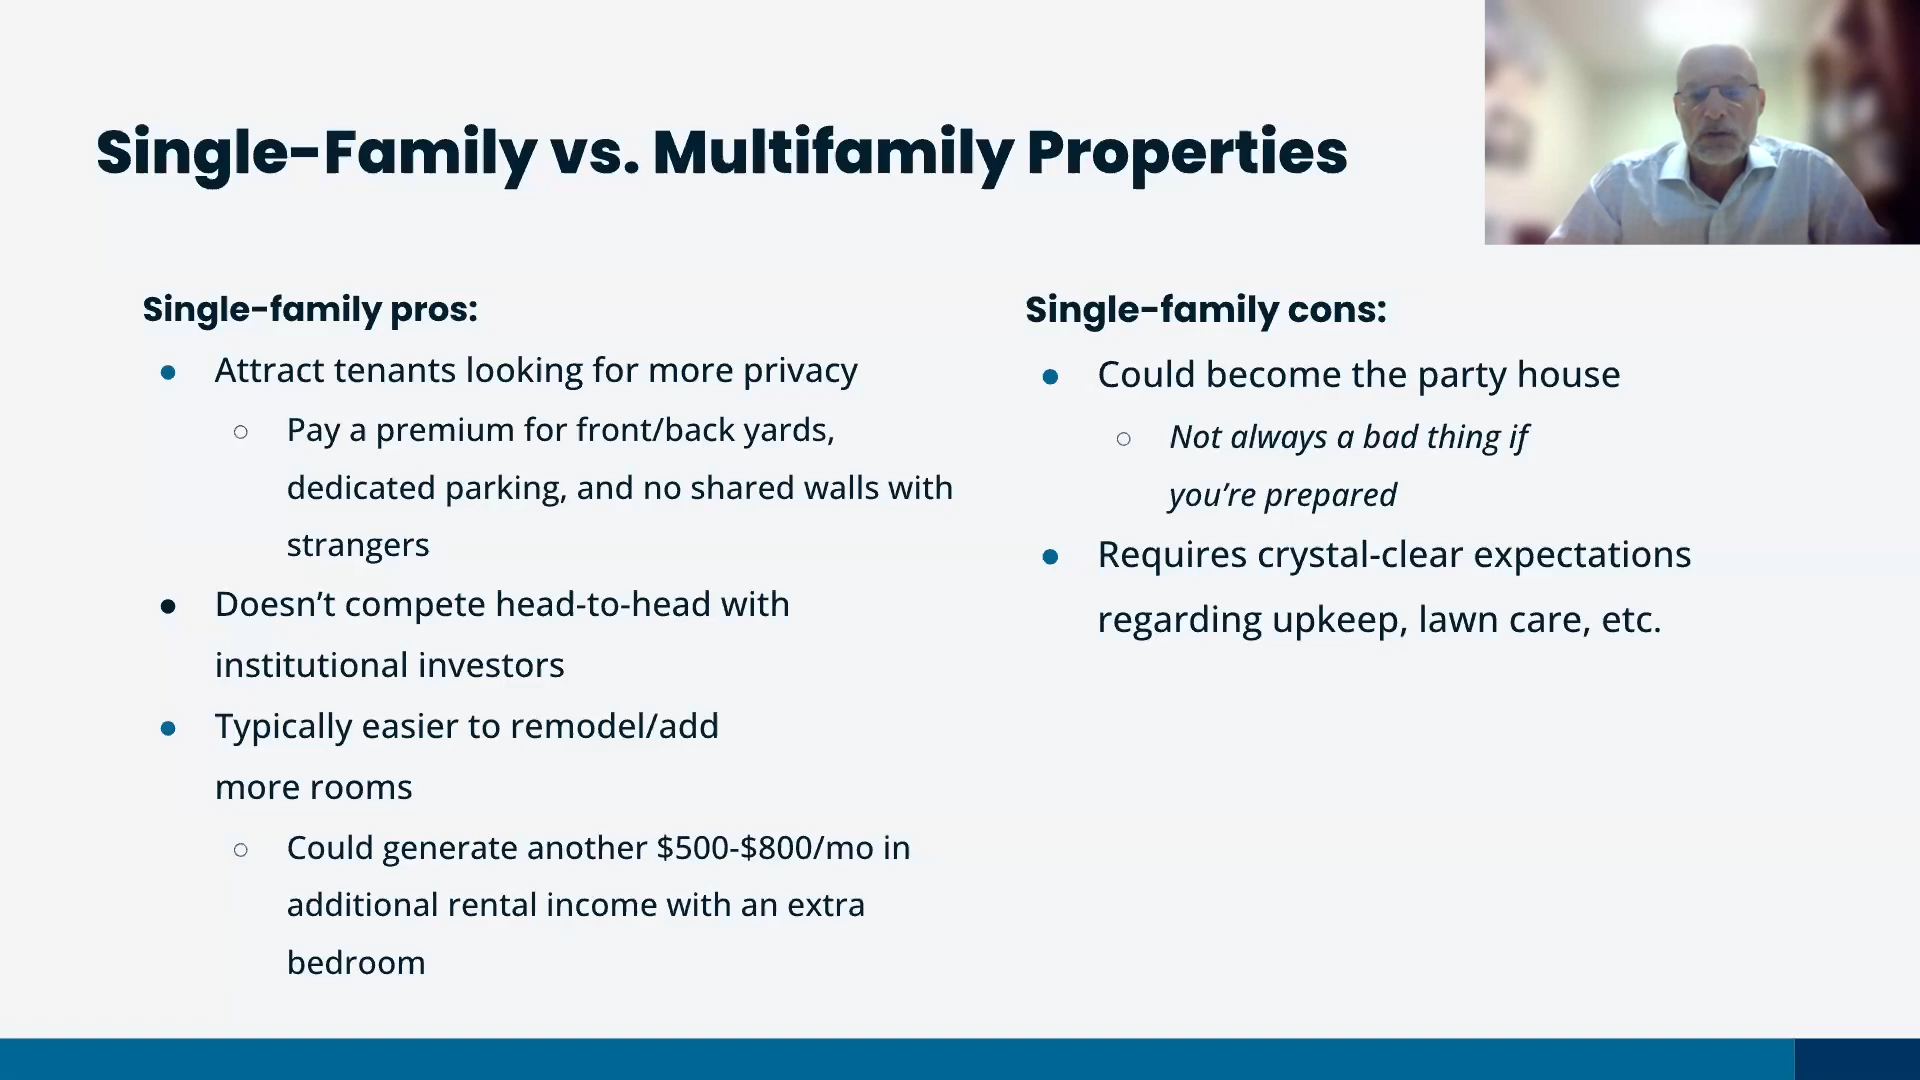 Single-Family vs. Multifamily Properties
Single-family pros:
Attract tenants looking for more privacy
Pay a premium for front/back yards,
dedicated parking, and no shared walls with
strangers
Doesn’t compete head-to-head with
institutional investors
Typically easier to remodel/add
more rooms
Could generate another $500-$800/mo in
additional rental income with an extra
bedroom
Single-family cons:
Could become the party house
Not always a bad thing if
you’re prepared
Requires crystal-clear expectations
regarding upkeep, lawn care, etc.